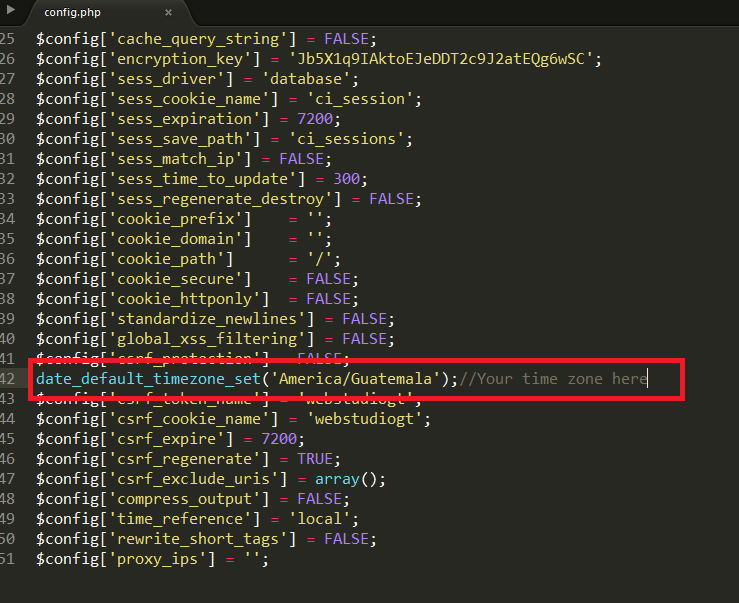 config.php ×
25 $config['cache_query_string'] = FALSE;
26 $config['encryption_key'] = 'Jb5X1q9IAktoEJeDDT2c9J2atEQg6wSC';
27 $config['sess_driver'] = 'database';
28 $config['sess_cookie_name'] = 'ci_session';
29 $config['sess_expiration'] = 7200;
30 $config['sess_save_path'] = 'ci_sessions';
31 $config['sess_match_ip'] = FALSE;
32 $config['sess_time_to_update'] = 300;
33 $config['sess_regenerate_destroy'] = FALSE;
34 $config['cookie_prefix']    = '';
35 $config['cookie_domain']    = '';
36 $config['cookie_path']      = '/';
37 $config['cookie_secure']    = FALSE;
38 $config['cookie_httponly']  = FALSE;
39 $config['standardize_newlines'] = FALSE;
40 $config['global_xss_filtering'] = FALSE;
41 $config['csrf_protection'] = FALSE;
42 date_default_timezone_set('America/Guatemala');//Your time zone here
43 $config['csrf_token_name'] = 'webstudiogt';
44 $config['csrf_cookie_name'] = 'webstudiogt';
45 $config['csrf_expire'] = 7200;
46 $config['csrf_regenerate'] = TRUE;
47 $config['csrf_exclude_uris'] = array();
48 $config['compress_output'] = FALSE;
49 $config['time_reference'] = 'local';
50 $config['rewrite_short_tags'] = FALSE;
51 $config['proxy_ips'] = '';